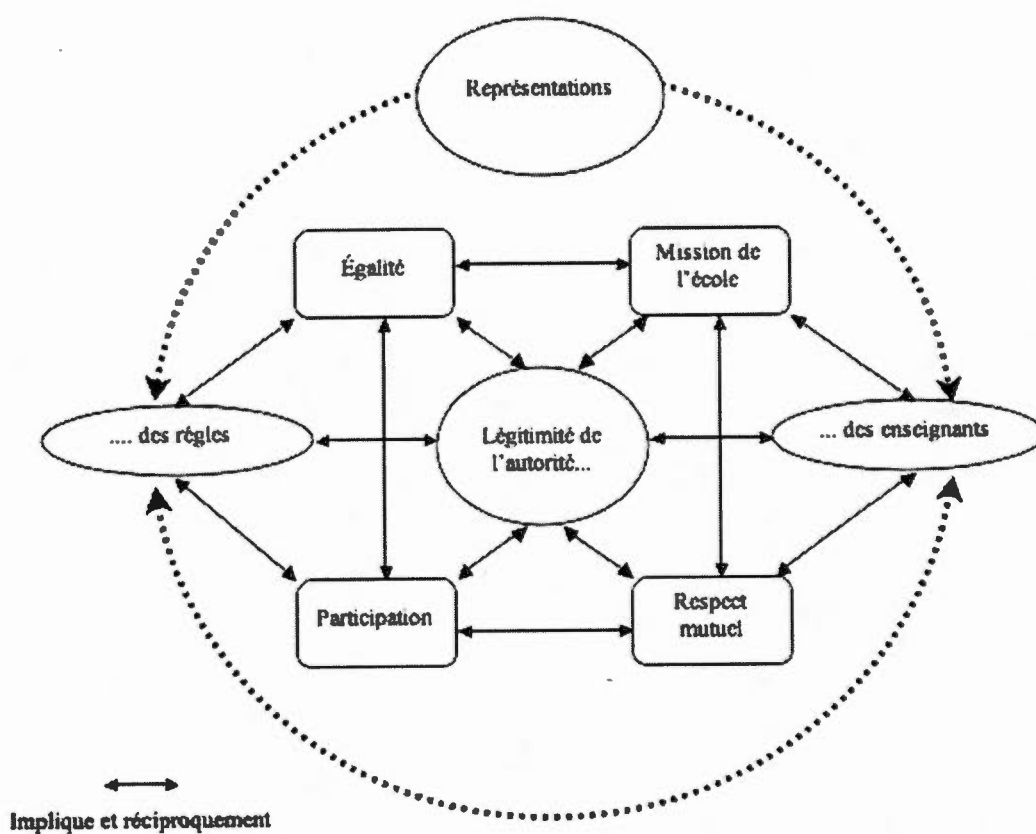 Représentations
Égalité
Mission de
l'école
.... des règles
Légitimité de
l'autorité...
... des enseignants
Participation
Respect
mutuel
Implique et réciproquement